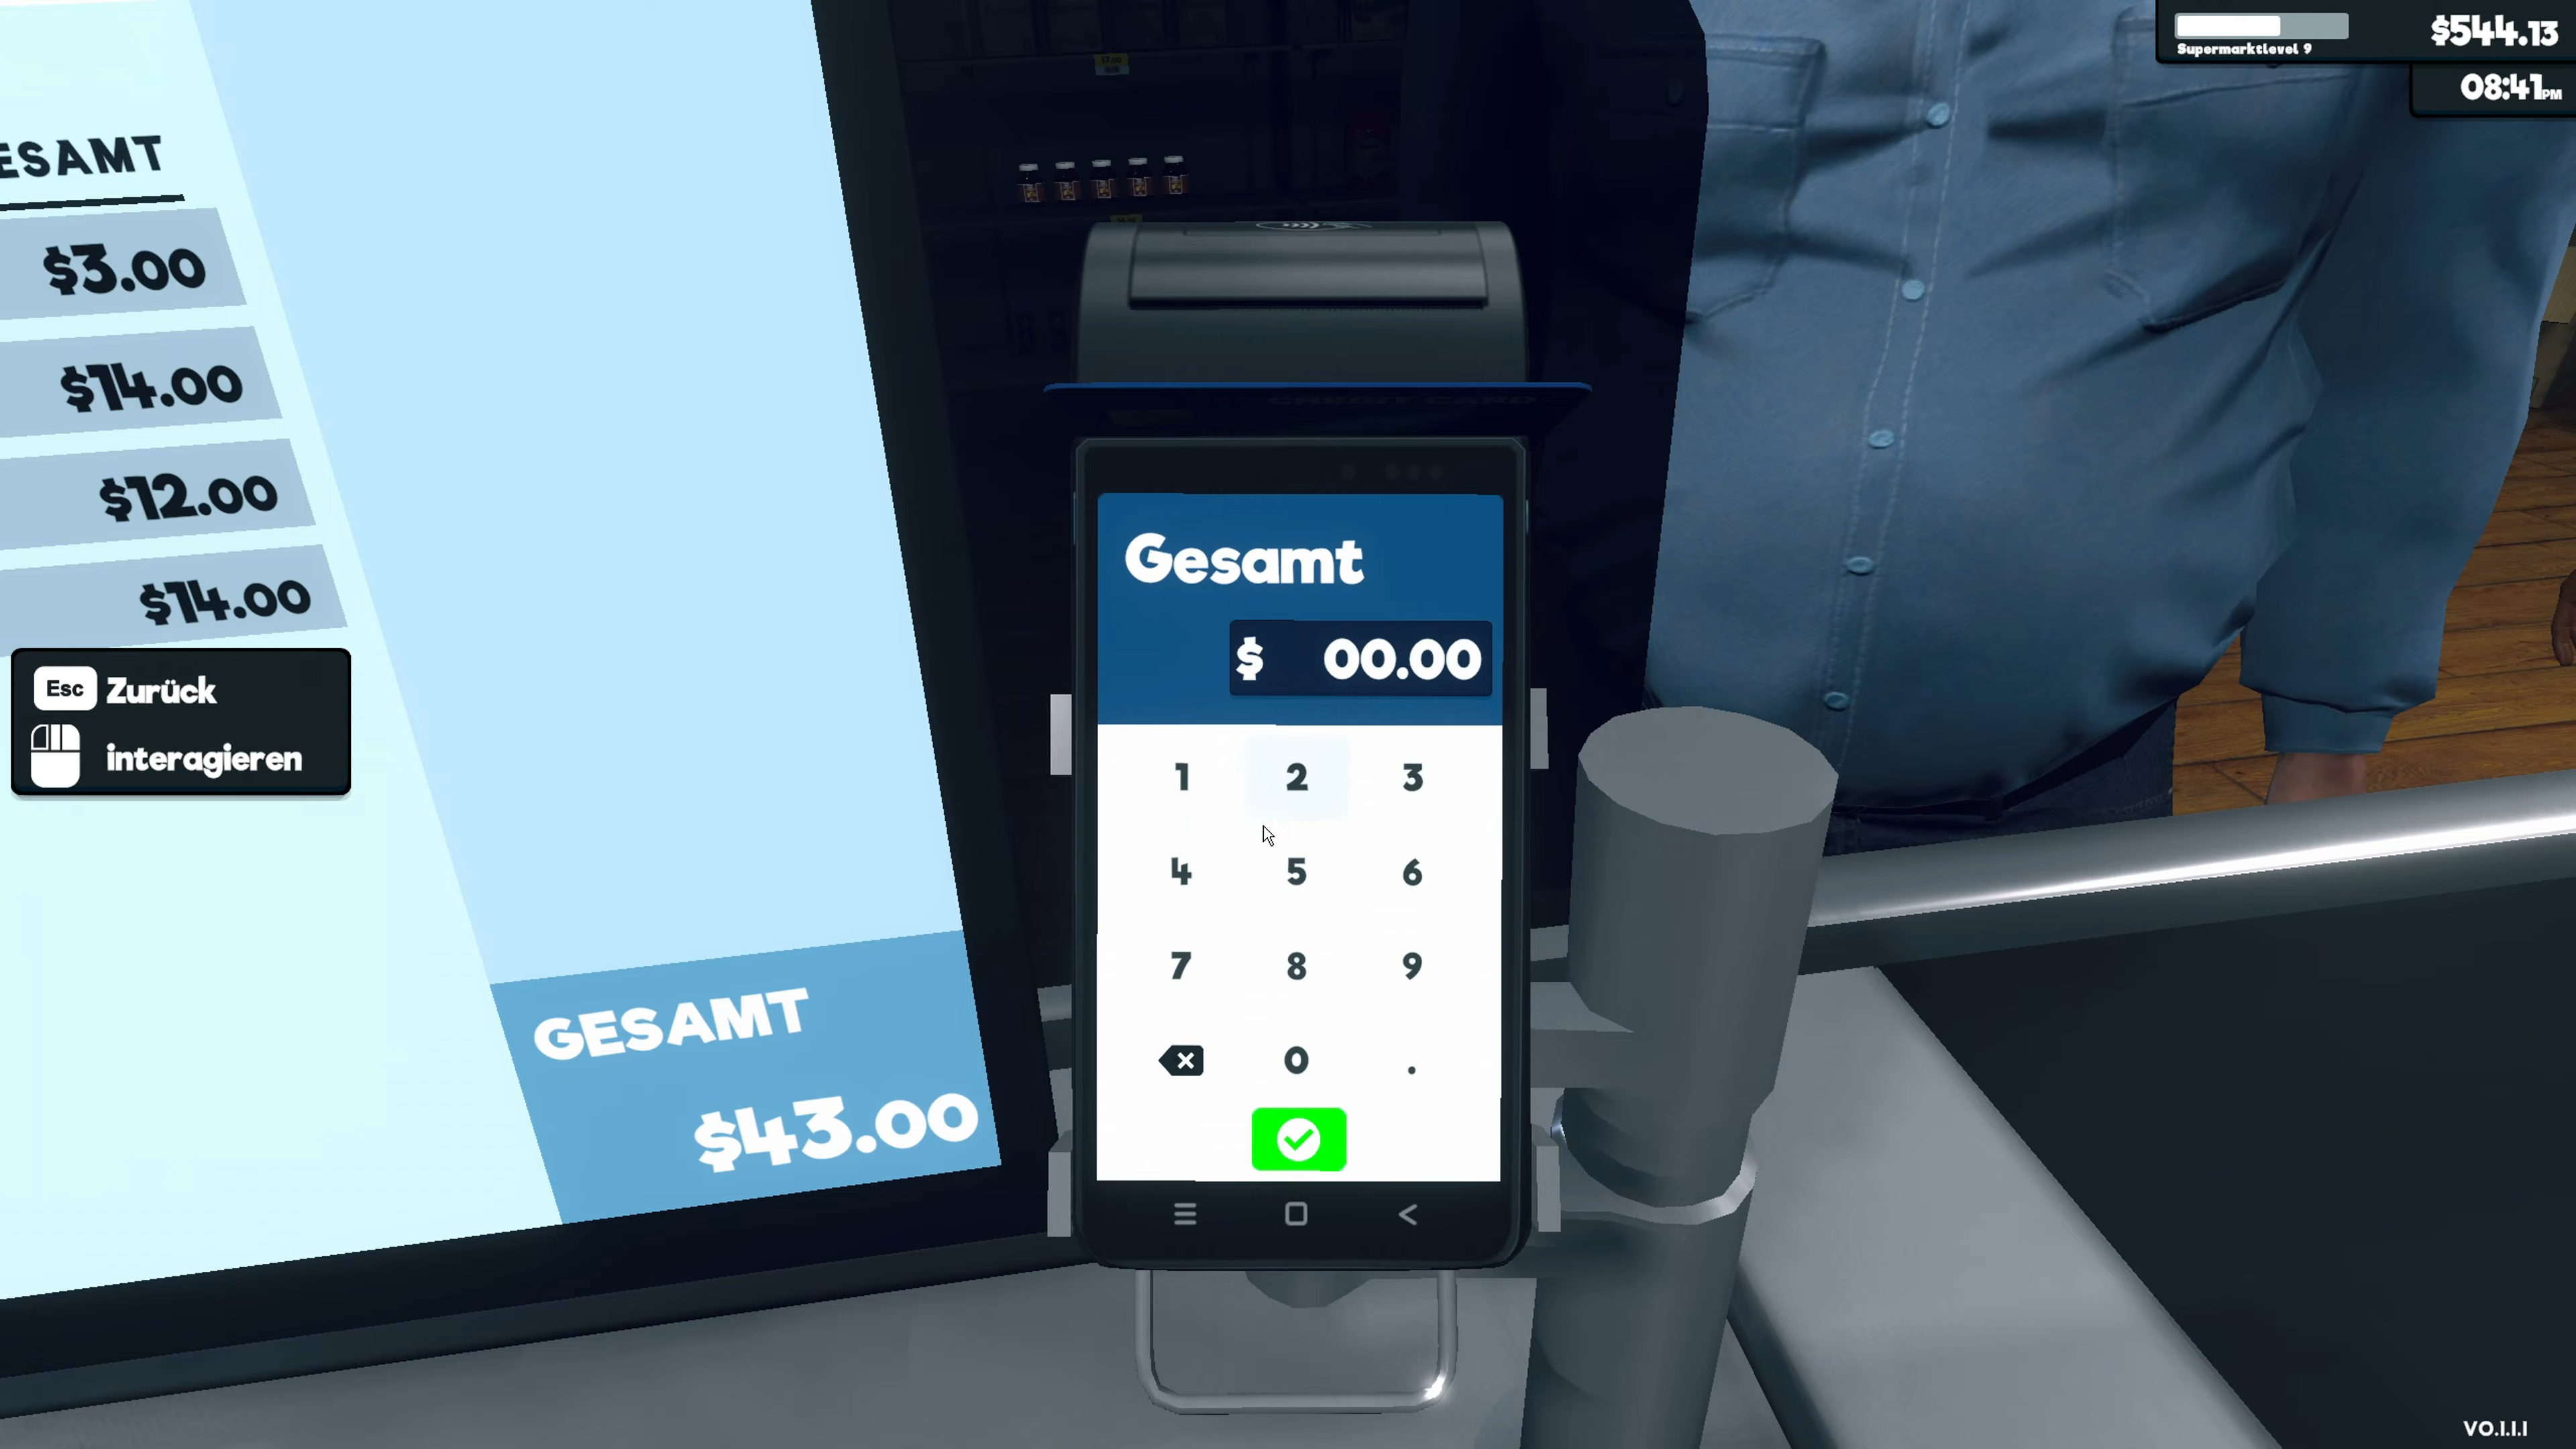 $544.13
Supermarktlevel 9
08:41PM
ESAMT
$3.00
$14.00
$12.00
$14.00
Esc Zurück
interagieren
GESAMT
$43.00
CREDIT CARD
Gesamt
$ 00.00
1 2 3
4 5 6
7 8 9
0 .
V0.1.1.1